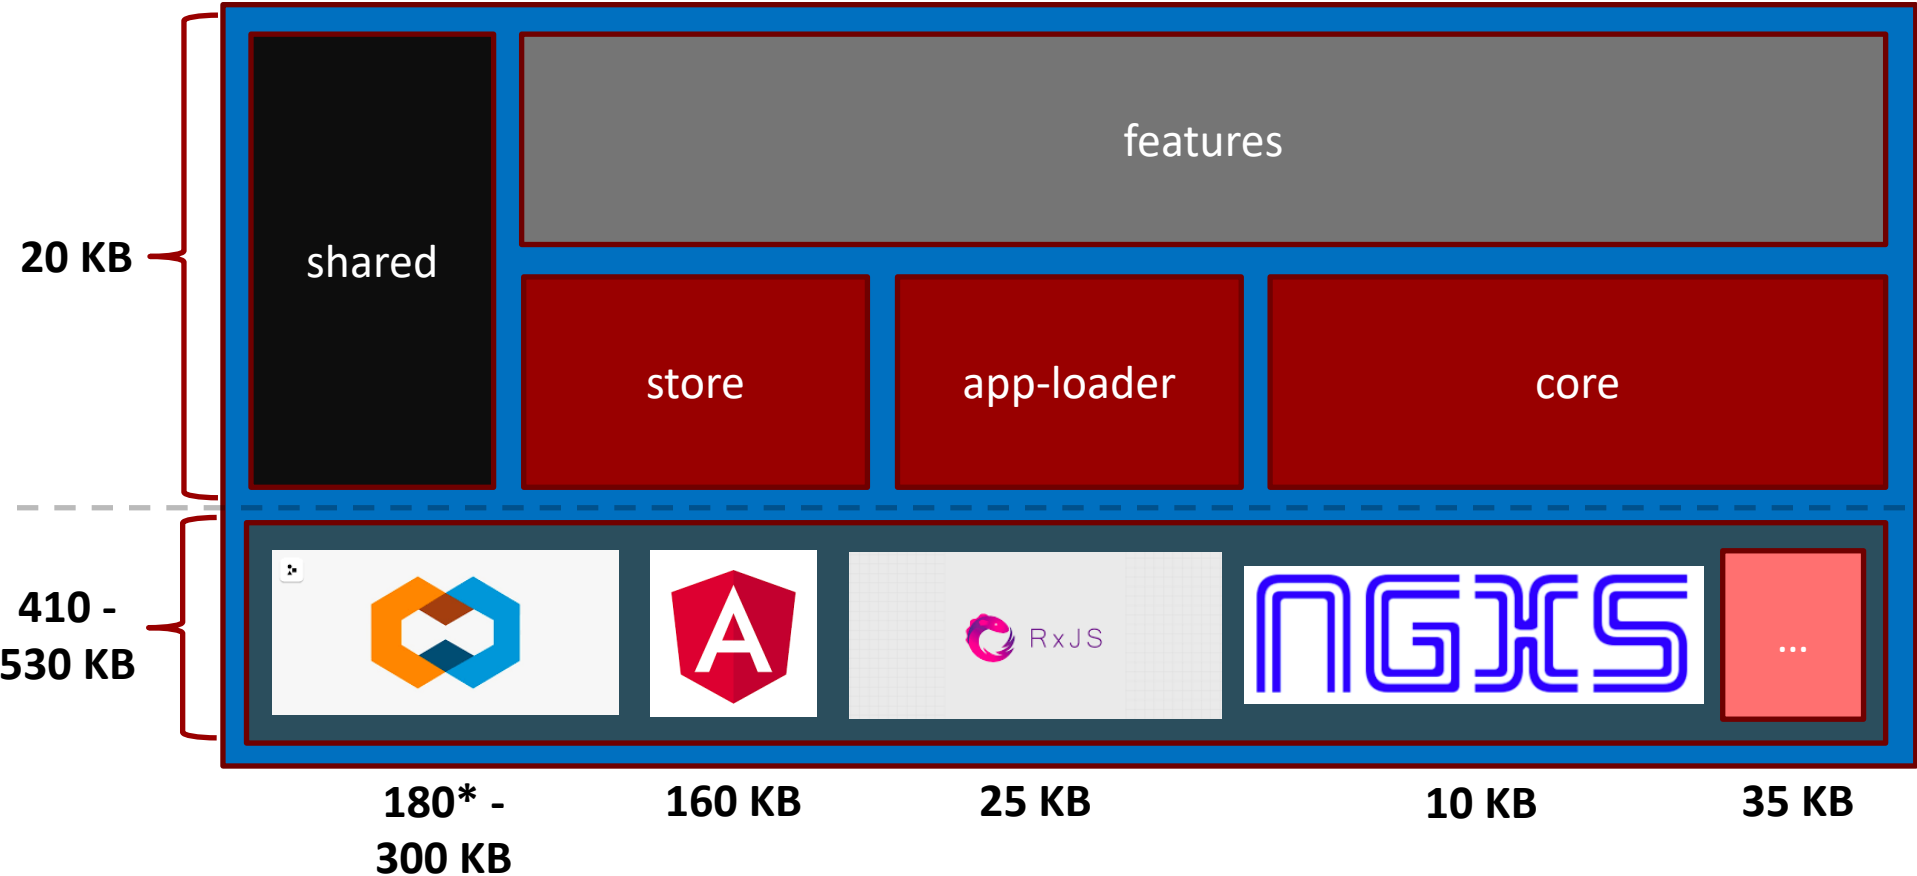 features
shared
20 KB
store
app-loader
core
410 -
530 KB
A
RxJS
NGXS
...
180* -
300 KB
160 KB
25 KB
10 KB
35 KB